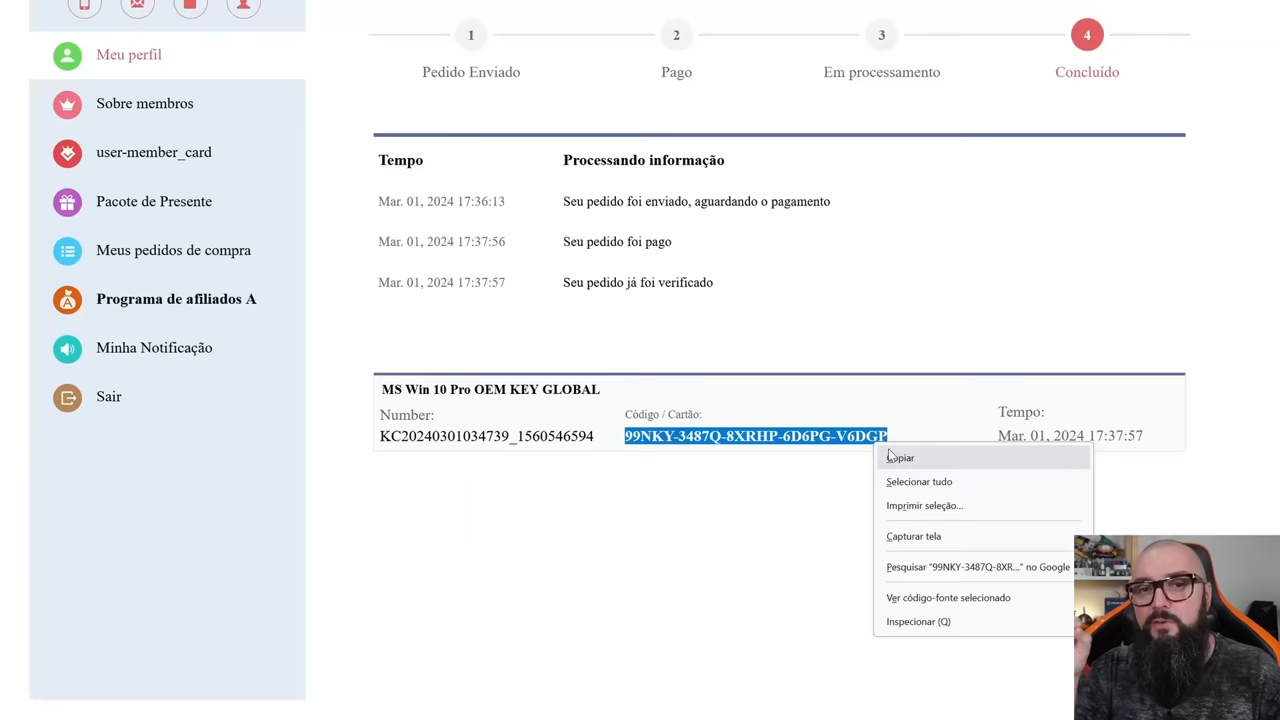 Meu perfil
Sobre membros
user-member_card
Pacote de Presente
Meus pedidos de compra
Programa de afiliados A
Minha Notificação
Sair
1
2
3
4
Pedido Enviado
Pago
Em processamento
Concluído
Tempo
Processando informação
Mar. 01, 2024 17:36:13
Seu pedido foi enviado, aguardando o pagamento
Mar. 01, 2024 17:37:56
Seu pedido foi pago
Mar. 01, 2024 17:37:57
Seu pedido já foi verificado
MS Win 10 Pro OEM KEY GLOBAL
Number:
KC20240301034739_1560546594
Código / Cartão:
99NKY-3487Q-8XRHP-6D6PG-V6DGP
Tempo:
Mar. 01, 2024 17:37:57
Copiar
Selecionar tudo
Imprimir seleção...
Capturar tela
Pesquisar "99NKY-3487Q-8XR..." no Google
Ver código-fonte selecionado
Inspecionar (Q)